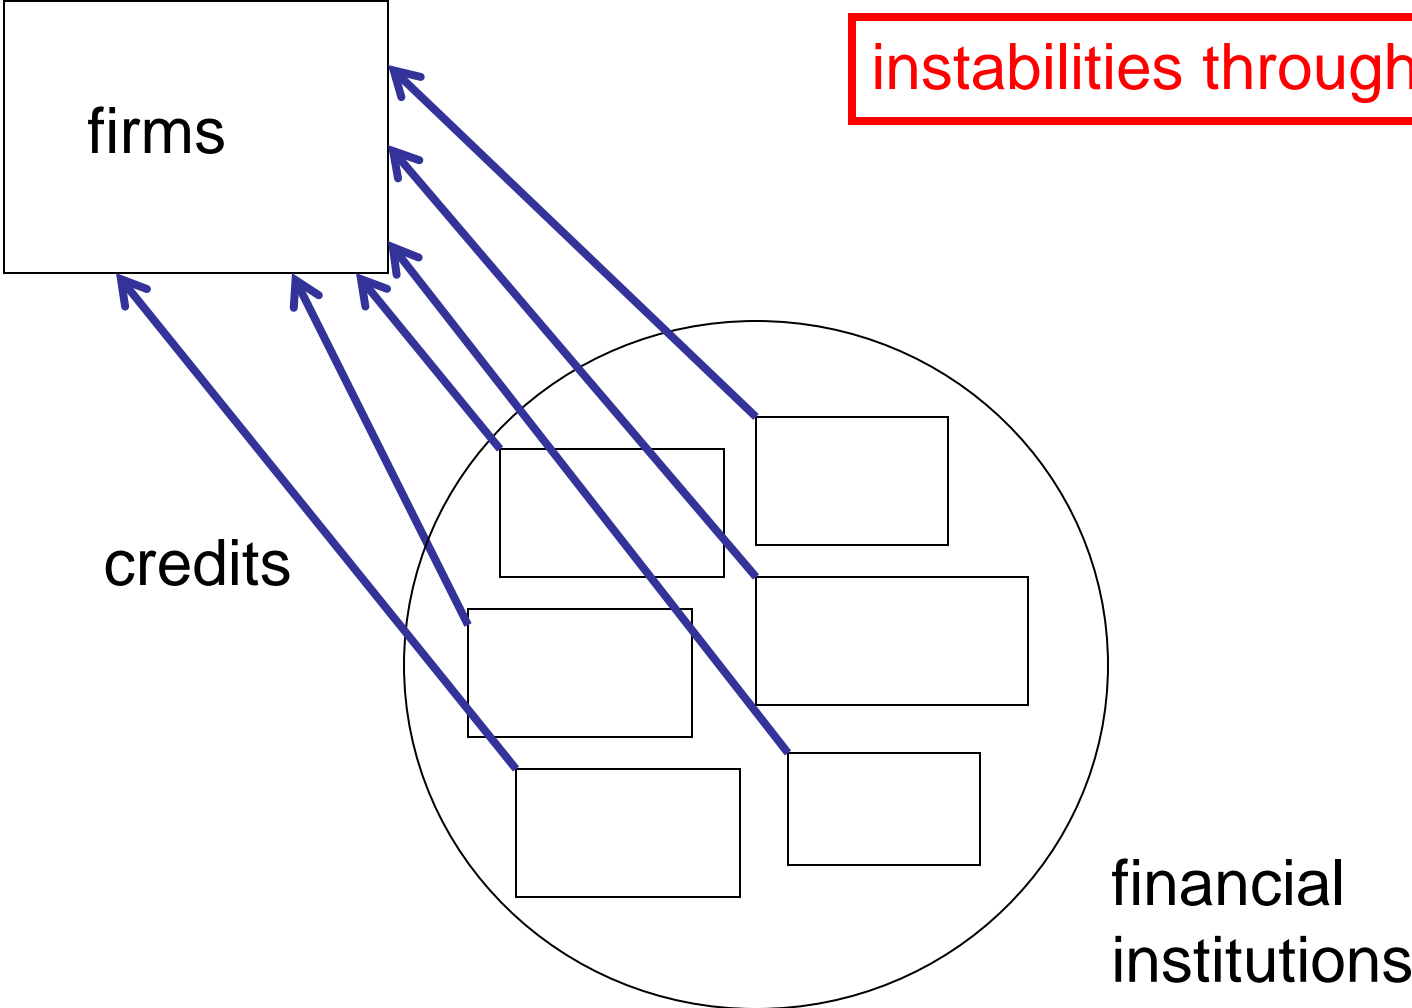 instabilities through
firms
credits
financial
institutions